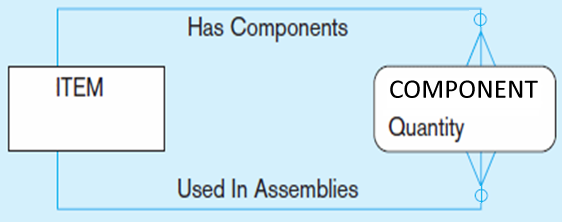 Has Components
ITEM
COMPONENT
Quantity
Used In Assemblies